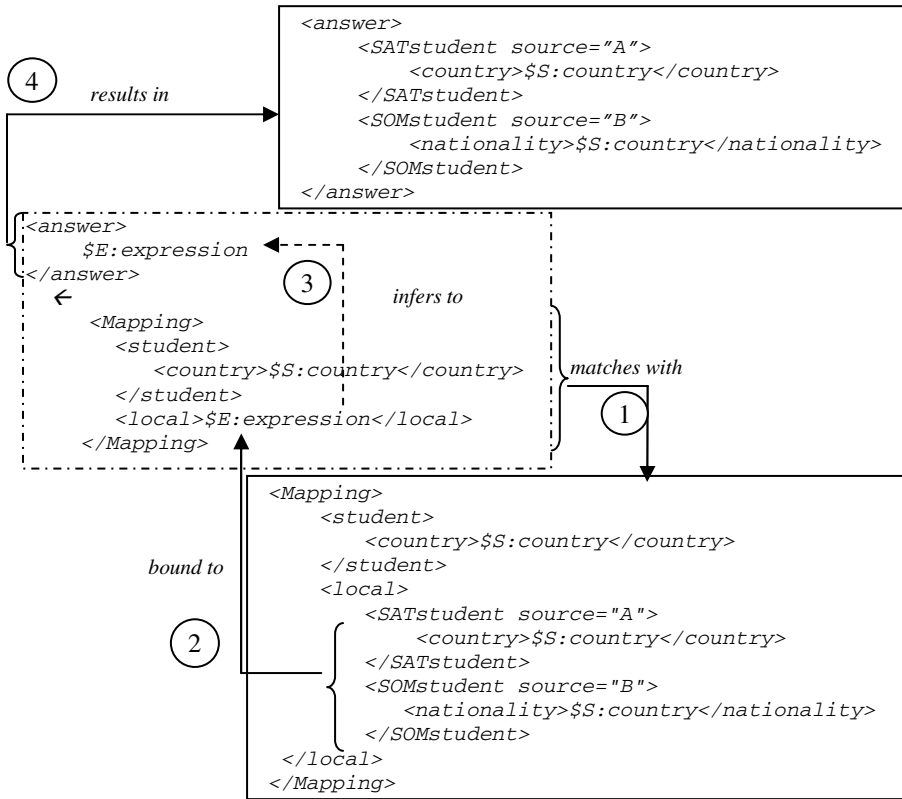 <answer>
<SATstudent source="A">
<country>$S:country</country>
</SATstudent>
<SOMstudent source="B">
<nationality>$S:country</nationality>
</SOMstudent>
</answer>
4
results in
<answer>
$E:expression
</answer>
3
infers to
←
<Mapping>
<student>
<country>$S:country</country>
</student>
<local>$E:expression</local>
</Mapping>
matches with
1
<Mapping>
<student>
<country>$S:country</country>
</student>
<local>
<SATstudent source="A">
<country>$S:country</country>
</SATstudent>
<SOMstudent source="B">
<nationality>$S:country</nationality>
</SOMstudent>
</local>
</Mapping>
bound to
2